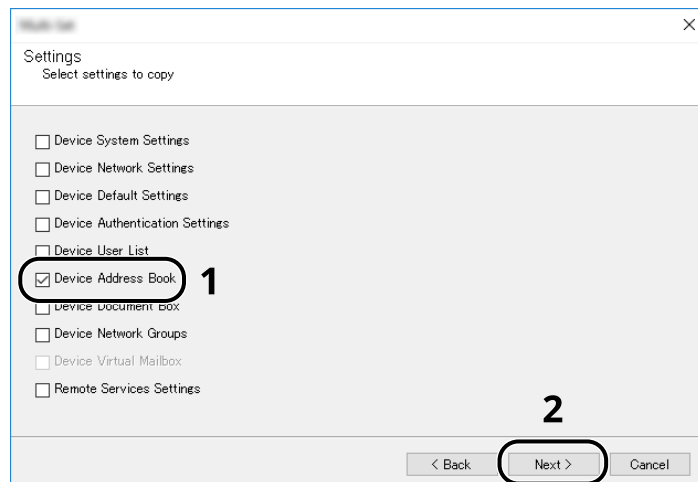 Settings
Select settings to copy
Device System Settings
Device Network Settings
Device Default Settings
Device Authentication Settings
Device User List
Device Address Book
1
Device Document Box
Device Network Groups
Device Virtual Mailbox
Remote Services Settings
2
< Back
Next >
Cancel